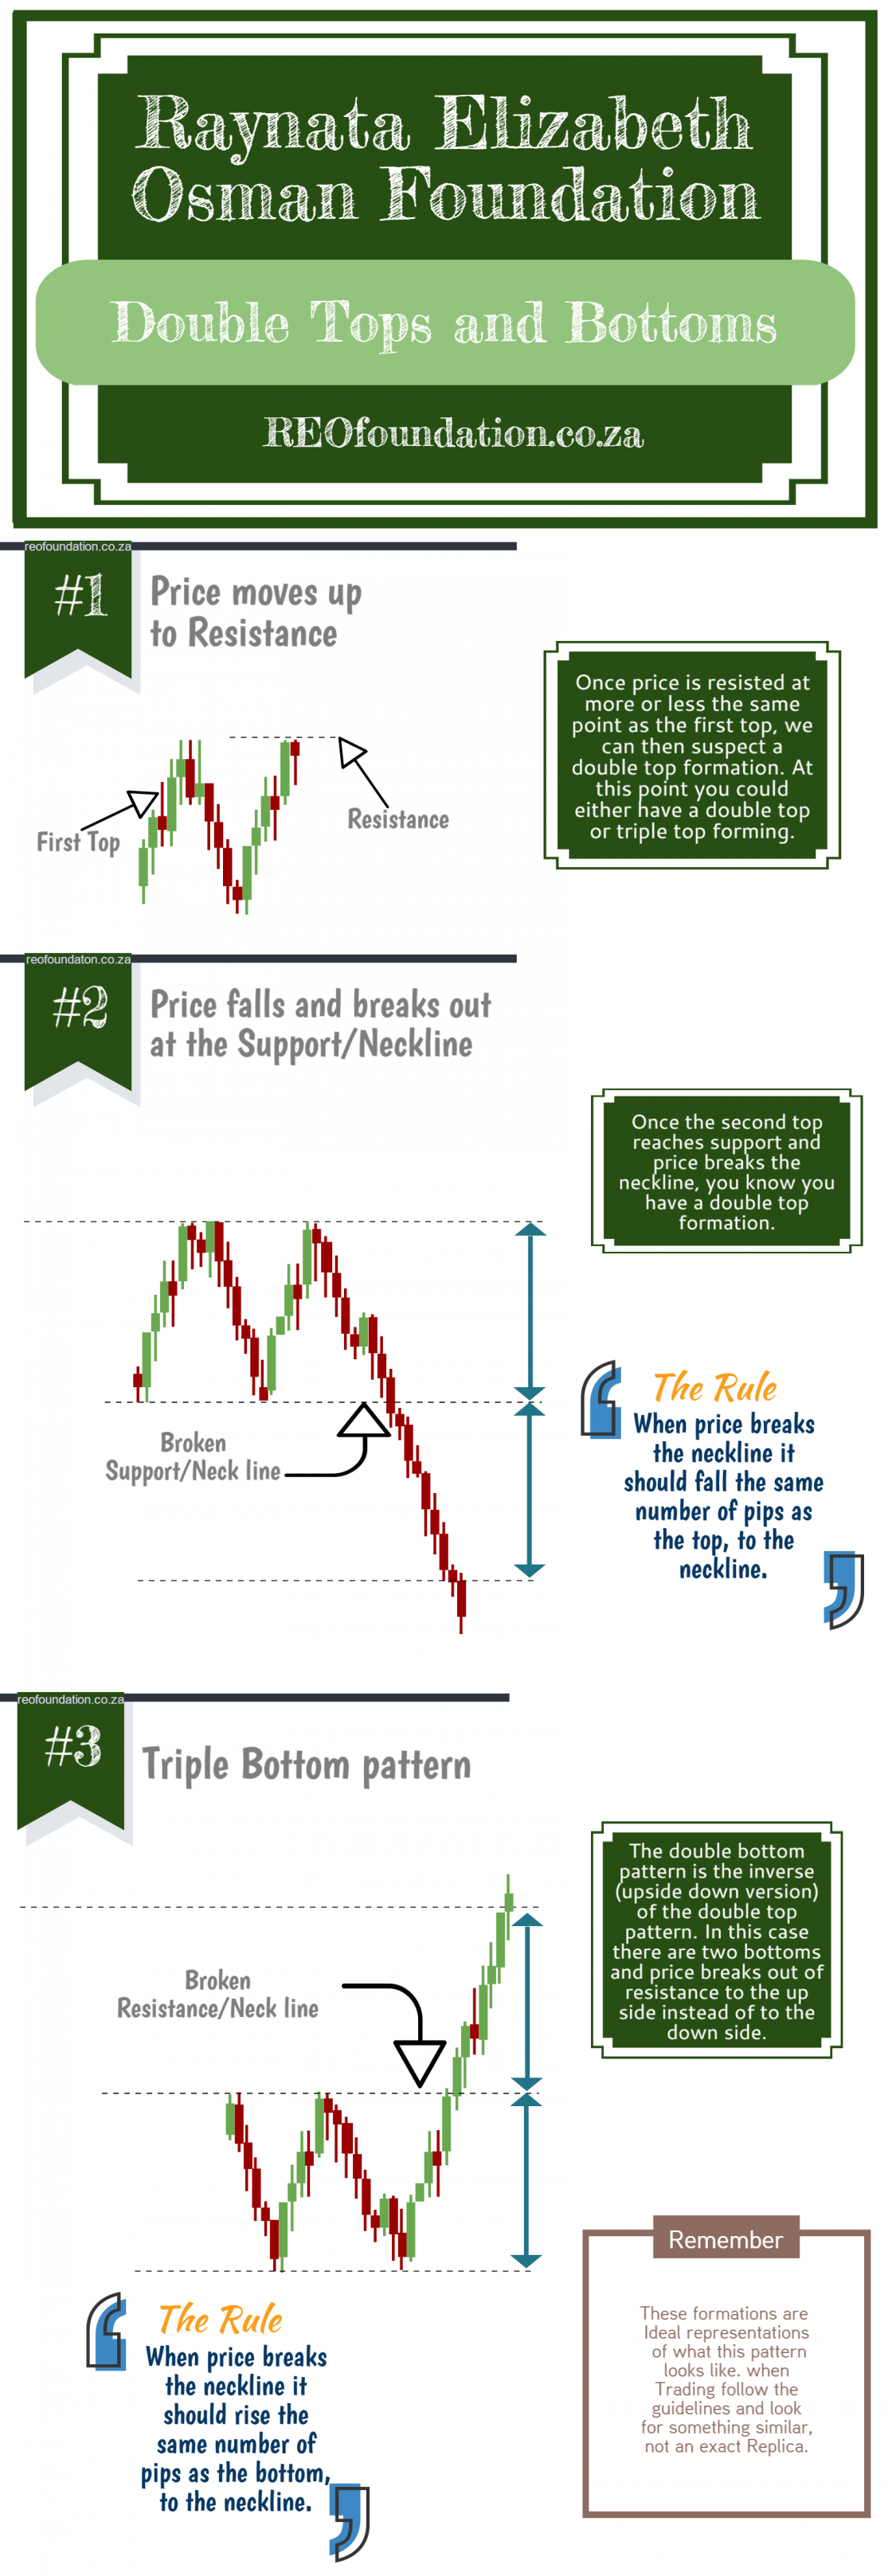 Raynata Elizabeth
Osman Foundation
Double Tops and Bottoms
REOfoundation.co.za
reofoundation.co.za
#1
Price moves up
to Resistance
First Top
Resistance
Once price is resisted at
more or less the same
point as the first top, we
can then suspect a
double top formation. At
this point you could
either have a double top
or triple top forming.
reofoundaton.co.za
#2
Price falls and breaks out
at the Support/Neckline
Once the second top
reaches support and
price breaks the
neckline, you know you
have a double top
formation.
Broken
Support/Neck line
The Rule
When price breaks
the neckline it
should fall the same
number of pips as
the top, to the
neckline.
reofoundation.co.za
#3
Triple Bottom pattern
The double bottom
pattern is the inverse
(upside down version)
of the double top
pattern. In this case
there are two bottoms
and price breaks out of
resistance to the up
side instead of to the
down side.
Broken
Resistance/Neck line
The Rule
When price breaks
the neckline it
should rise the
same number of
pips as the bottom,
to the neckline.
Remember
These formations are
Ideal representations
of what this pattern
looks like. when
Trading follow the
guidelines and look
for something similar,
not an exact Replica.